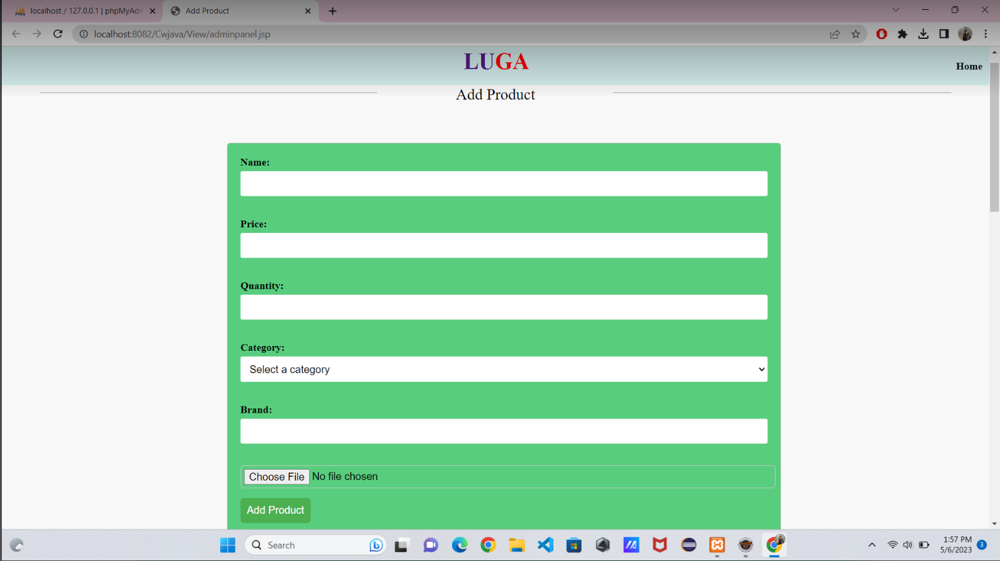 localhost / 127.0.0.1 | phpMyAdm
Add Product
localhost:8082/Cwjava/View/adminpanel.jsp
LUGA
Home
Add Product
Name:
Price:
Quantity:
Category:
Select a category
Brand:
Choose File No file chosen
Add Product
Search
1:57 PM
5/6/2023
3